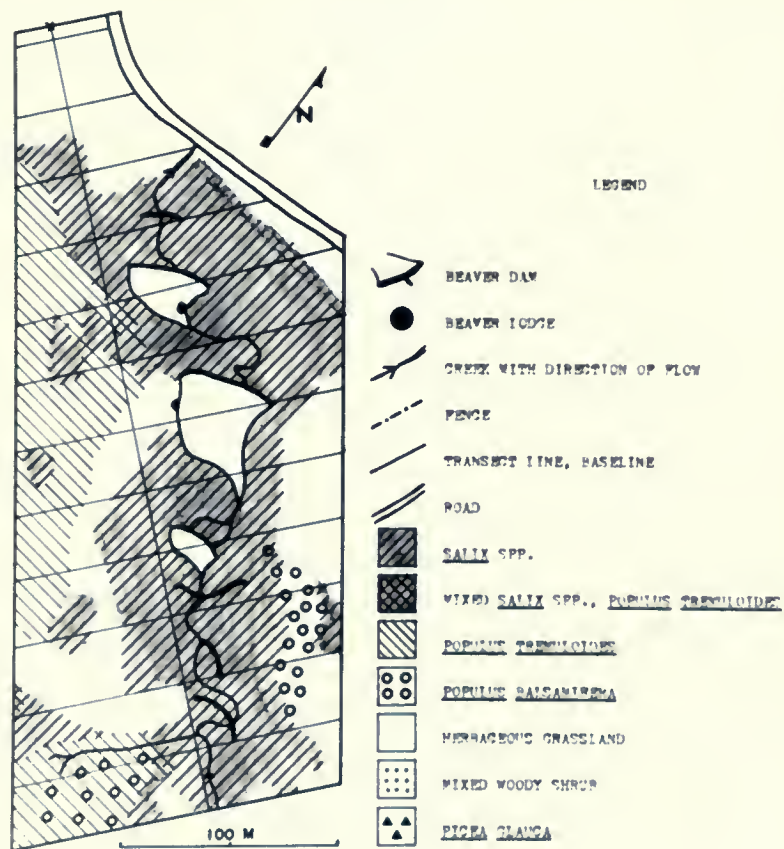 N
LEGEND
BEAVER DAM
BEAVER LODGE
CREEK WITH DIRECTION OF FLOW
FENCE
TRANSECT LINE, BASELINE
ROAD
SALIX SPP.
MIXED SALIX SPP., POPULUS TREMULOIDES
POPULUS TREMULOIDES
POPULUS BALSAMIFERA
HERBACEOUS GRASSLAND
MIXED WOODY SHRUB
PICEA GLAUCA
100 M